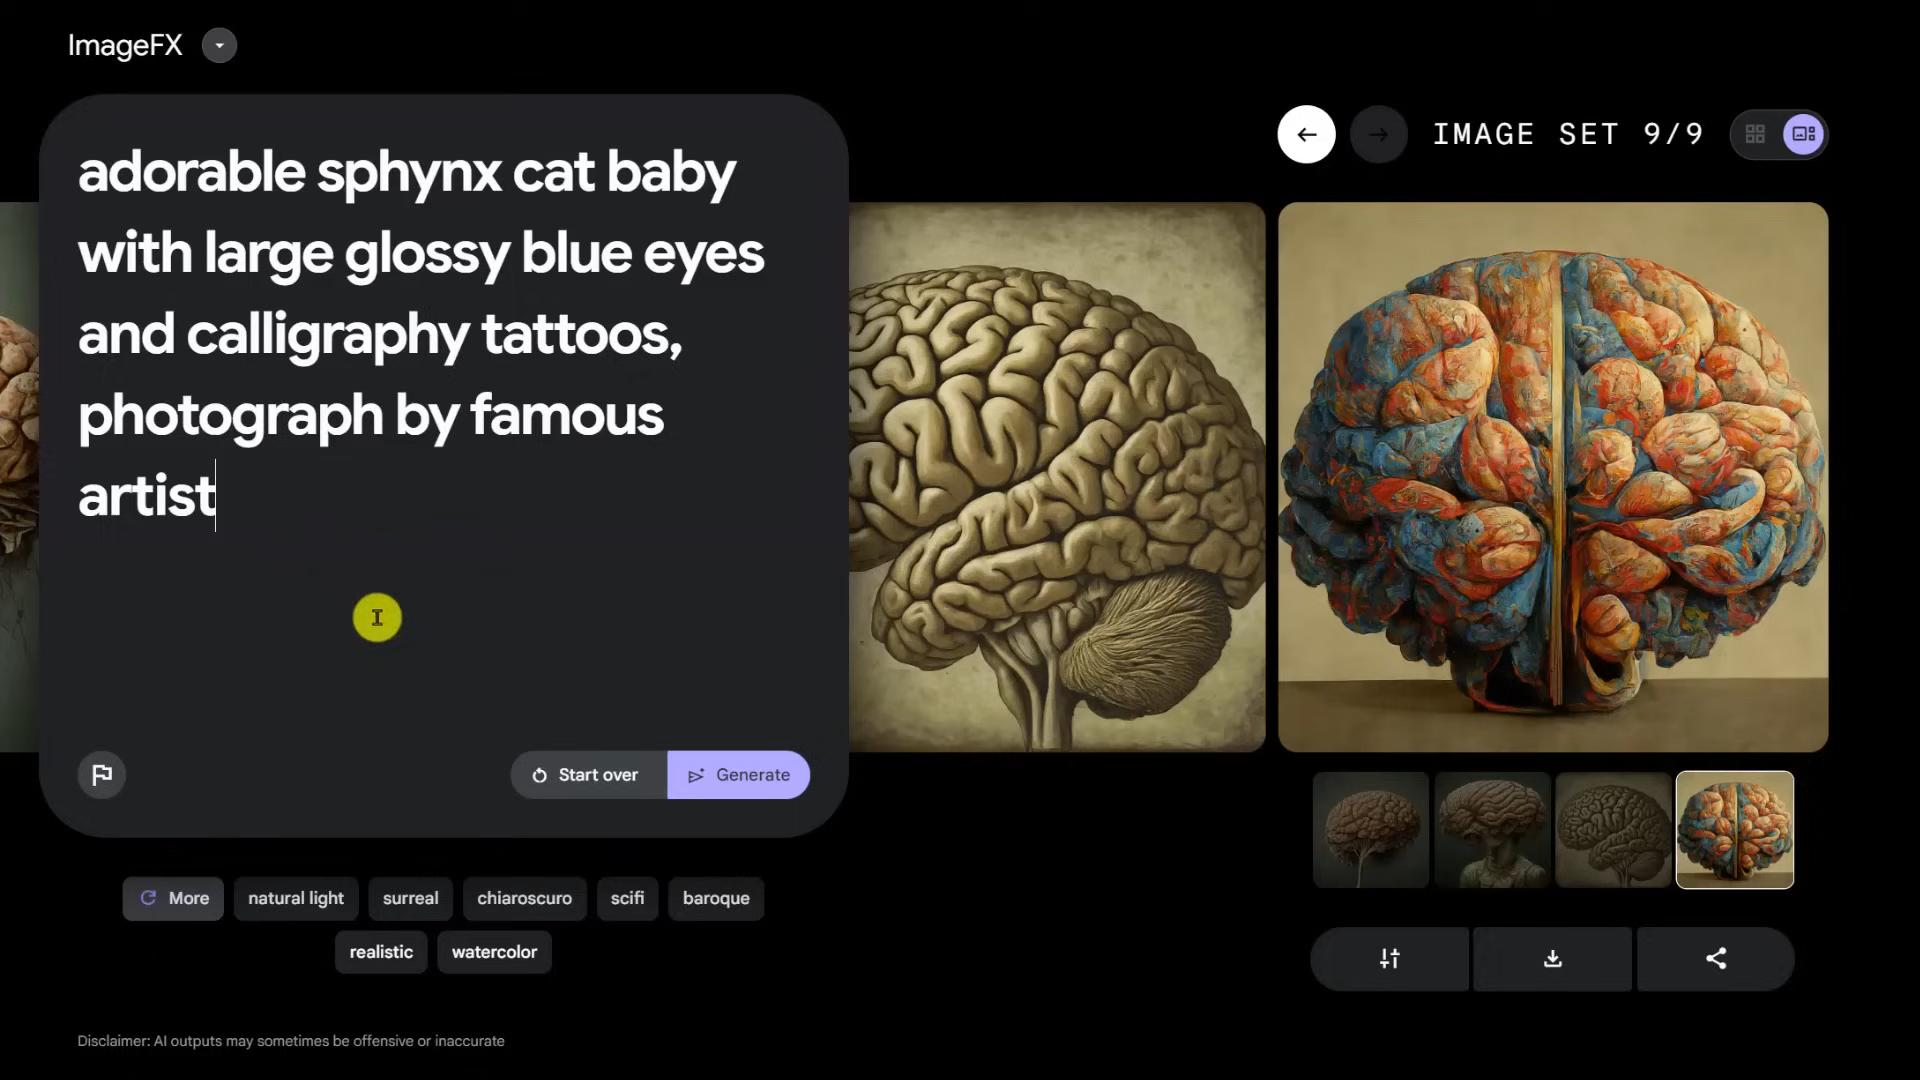 ImageFX
adorable sphynx cat baby
with large glossy blue eyes
and calligraphy tattoos,
photograph by famous
artist
Start over
Generate
More
natural light
surreal
chiaroscuro
scifi
baroque
realistic
watercolor
Disclaimer: AI outputs may sometimes be offensive or inaccurate
IMAGE SET 9/9